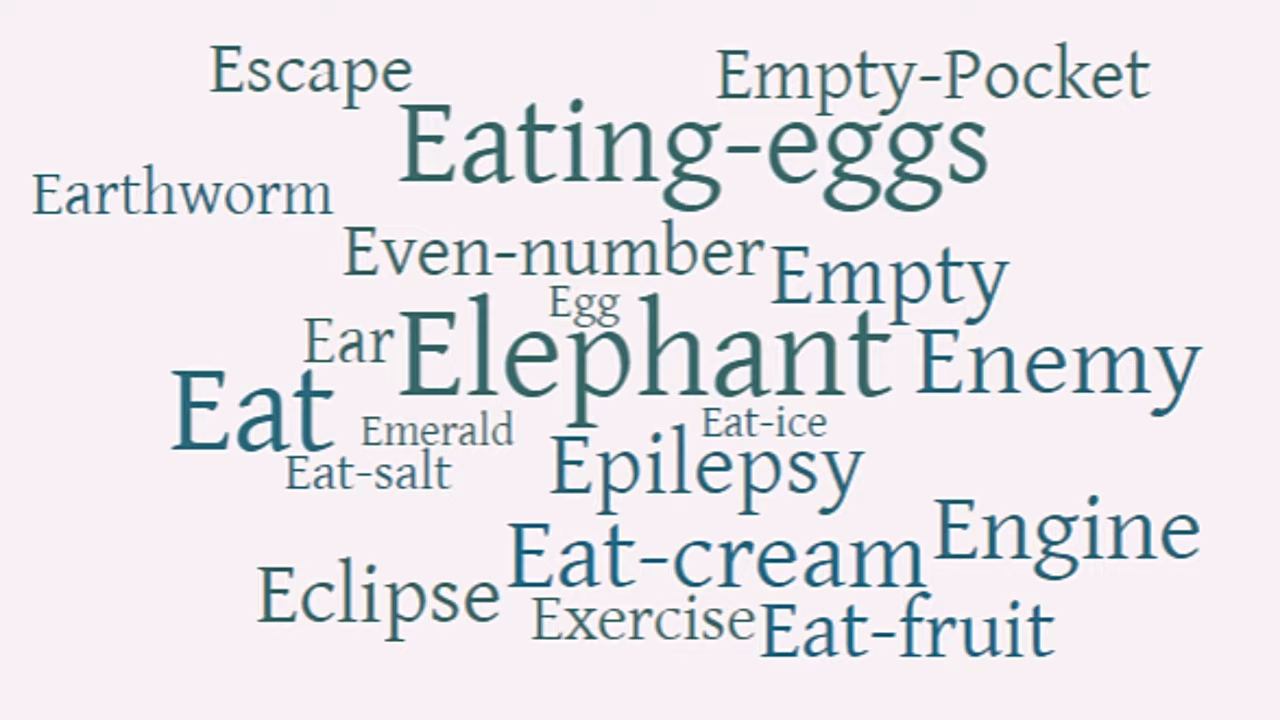 Escape
Empty-Pocket
Eating-eggs
Earthworm
Even-number
Empty
Egg
Ear
Elephant
Enemy
Eat
Emerald
Eat-ice
Eat-salt
Epilepsy
Engine
Eat-cream
Eclipse
Exercise
Eat-fruit